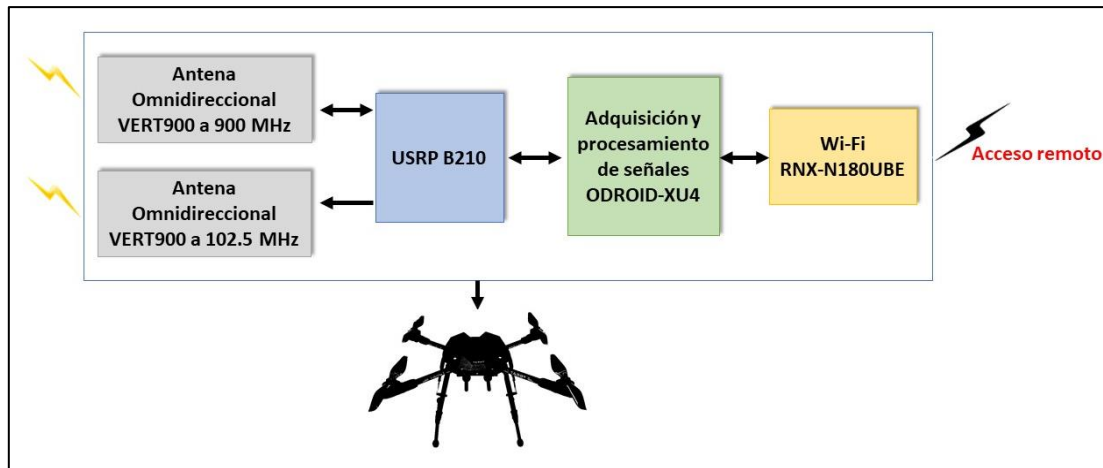 Antena
Omnidireccional
VERT900 a 900 MHz
Antena
Omnidireccional
VERT900 a 102.5 MHz
USRP B210
Adquisición y
procesamiento
de señales
ODROID-XU4
Wi-Fi
RNX-N180UBE
Acceso remoto